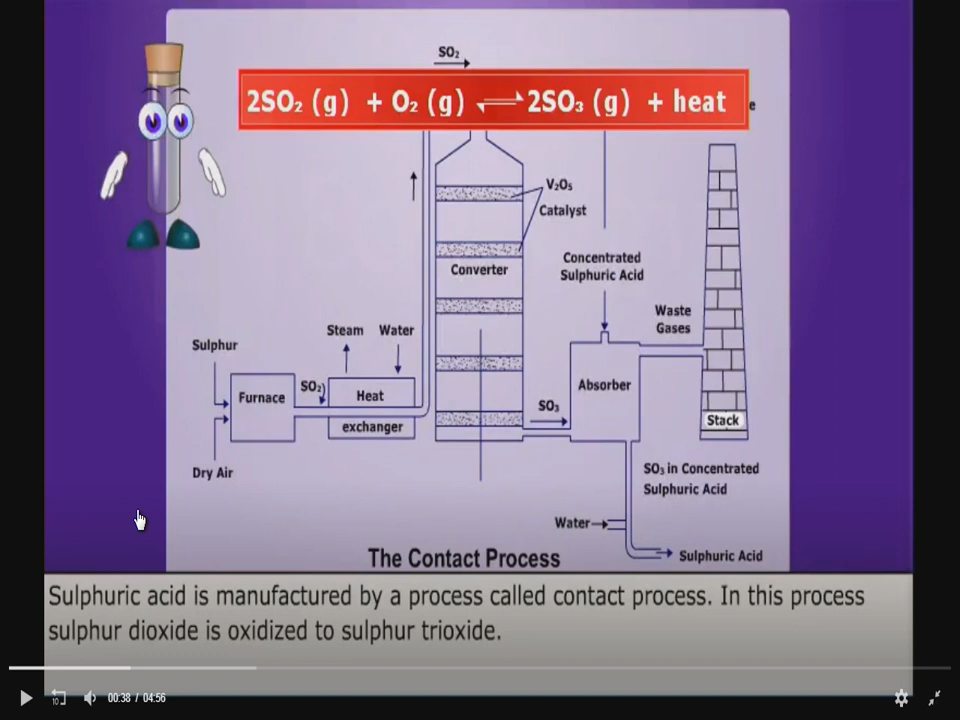 SO₂
2SO₂ (g) + O₂ (g) ⇌ 2SO₃ (g) + heat
e
V₂O₅
Catalyst
Converter
Concentrated
Sulphuric Acid
Waste
Gases
Steam
Water
Sulphur
SO₂
Furnace
Heat
exchanger
Absorber
SO₃
Stack
Dry Air
SO₃ in Concentrated
Sulphuric Acid
Water
Sulphuric Acid
The Contact Process
Sulphuric acid is manufactured by a process called contact process. In this process
sulphur dioxide is oxidized to sulphur trioxide.
10
00:38 / 04:56